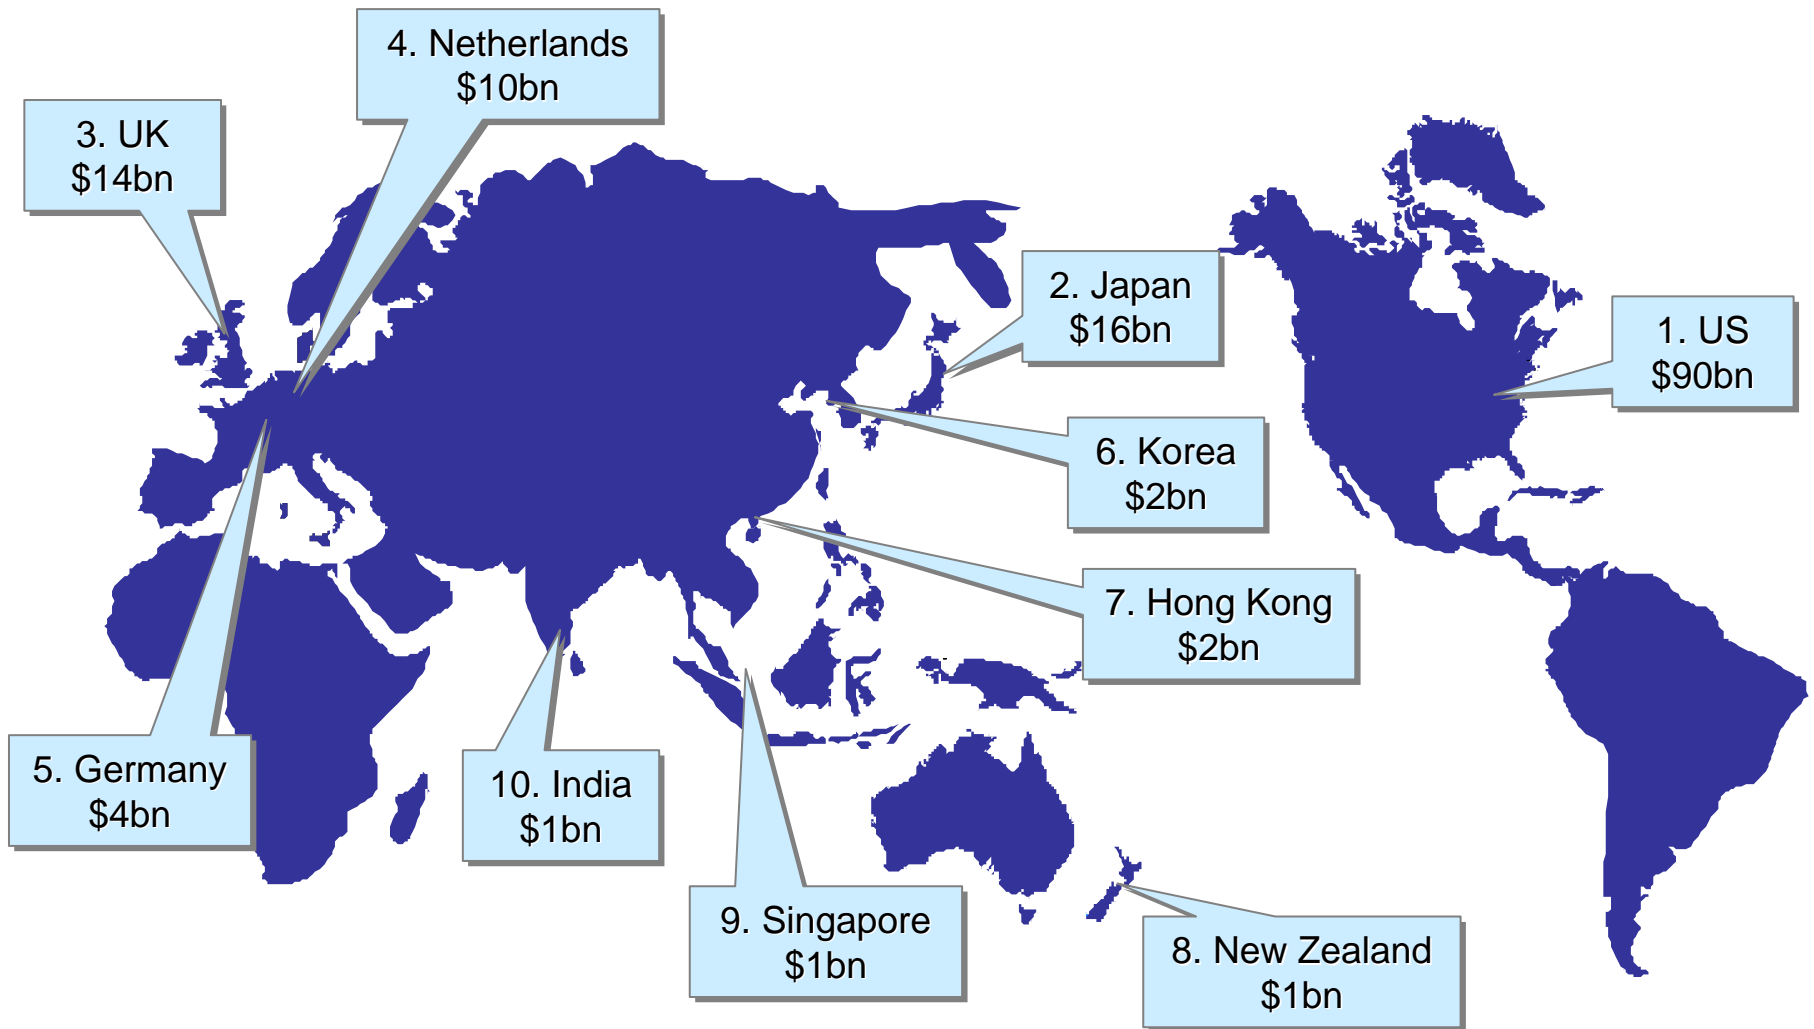 4. Netherlands
$10bn
3. UK
$14bn
2. Japan
$16bn
1. US
$90bn
6. Korea
$2bn
7. Hong Kong
$2bn
5. Germany
$4bn
10. India
$1bn
9. Singapore
$1bn
8. New Zealand
$1bn